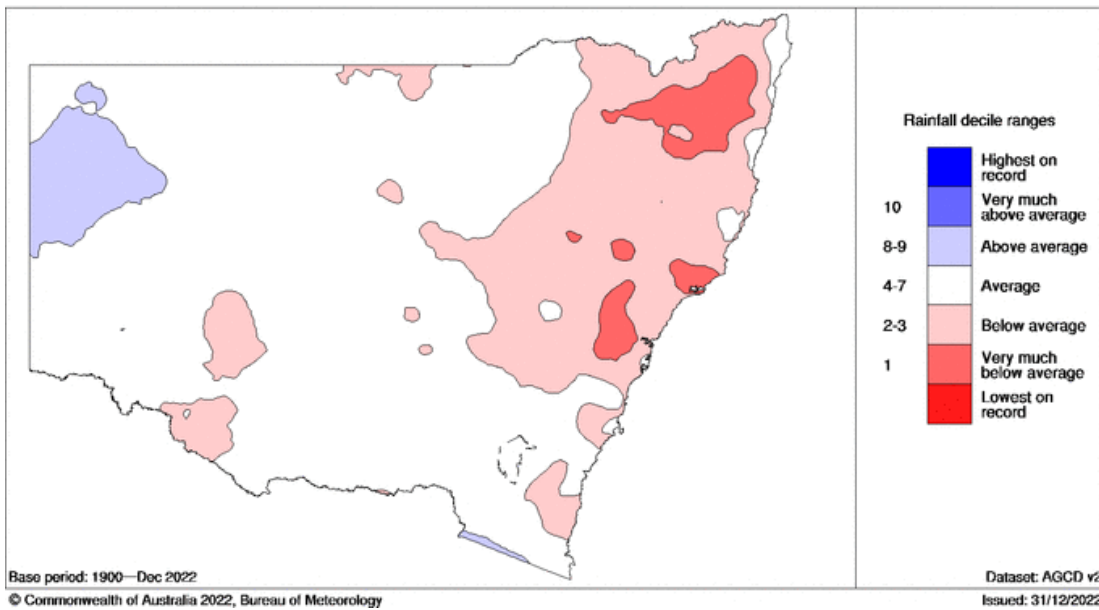 Rainfall decile ranges
Highest on
record
10
Very much
above average
8-9
Above average
4-7
Average
2-3
Below average
1
Very much
below average
Lowest on
record
Base period: 1900—Dec 2022
Dataset: AGCD v2
© Commonwealth of Australia 2022, Bureau of Meteorology
Issued: 31/12/2022